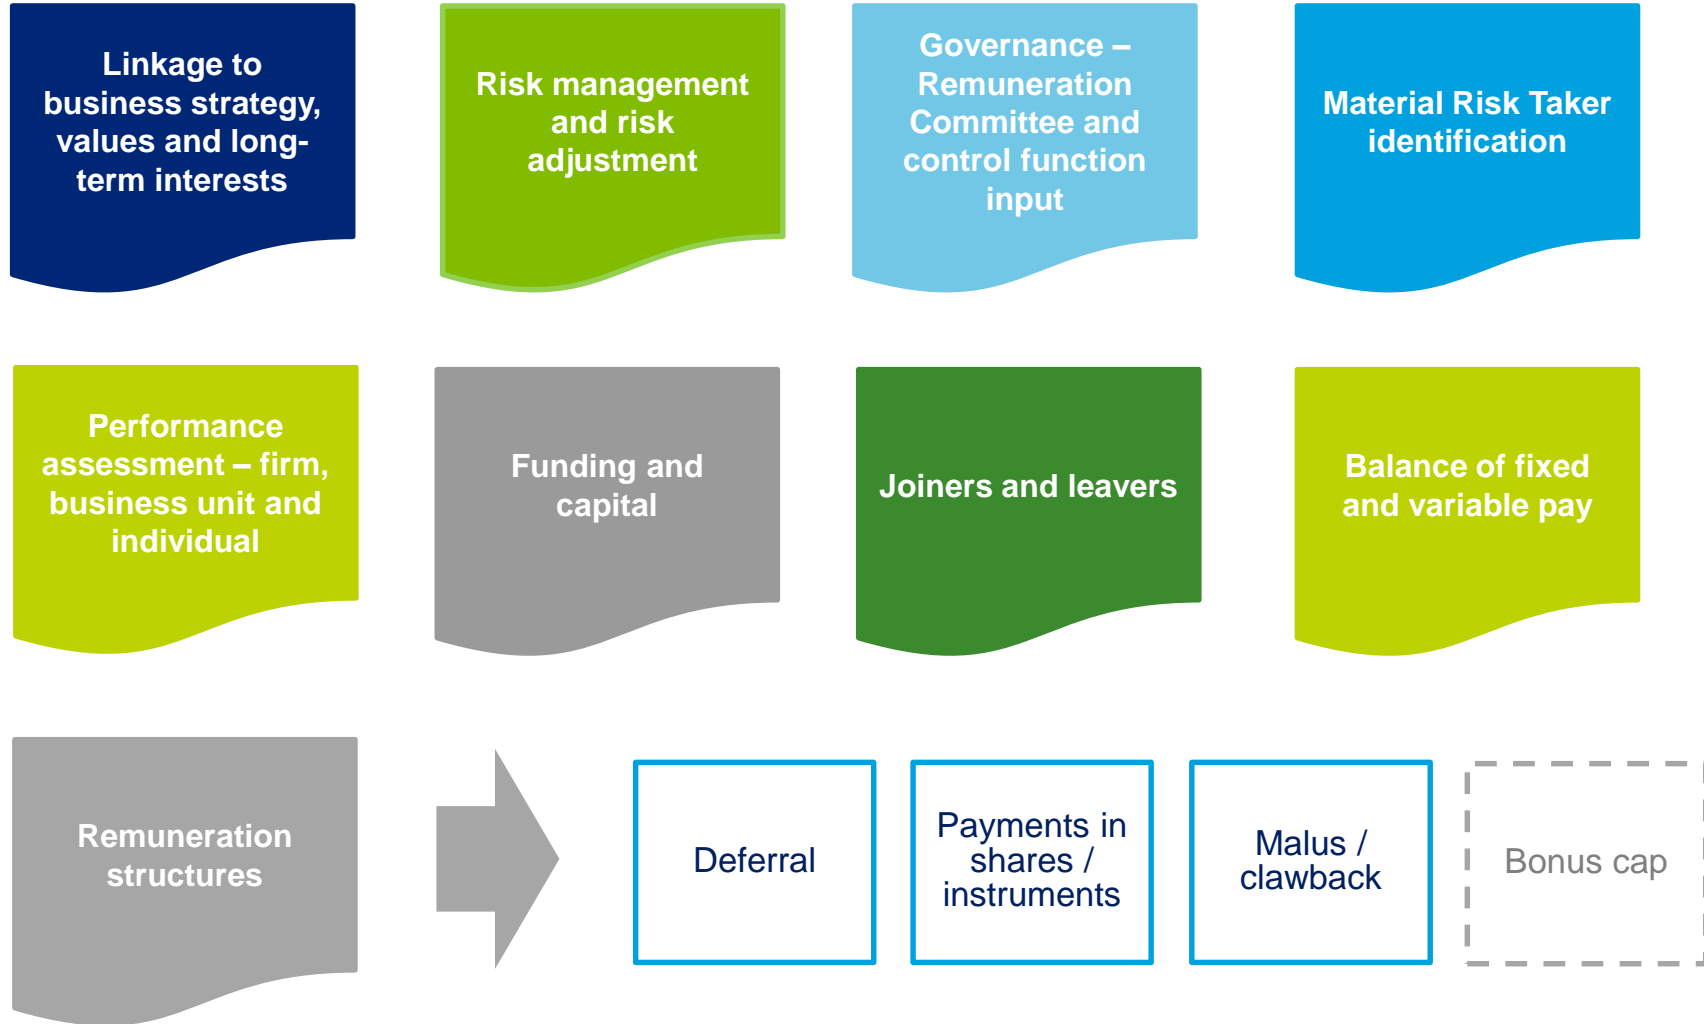 Linkage to
business strategy,
values and long-
term interests
Risk management
and risk
adjustment
Governance –
Remuneration
Committee and
control function
input
Material Risk Taker
identification
Performance
assessment – firm,
business unit and
individual
Funding and
capital
Joiners and leavers
Balance of fixed
and variable pay
Remuneration
structures
Deferral
Payments in
shares /
instruments
Malus /
clawback
Bonus cap